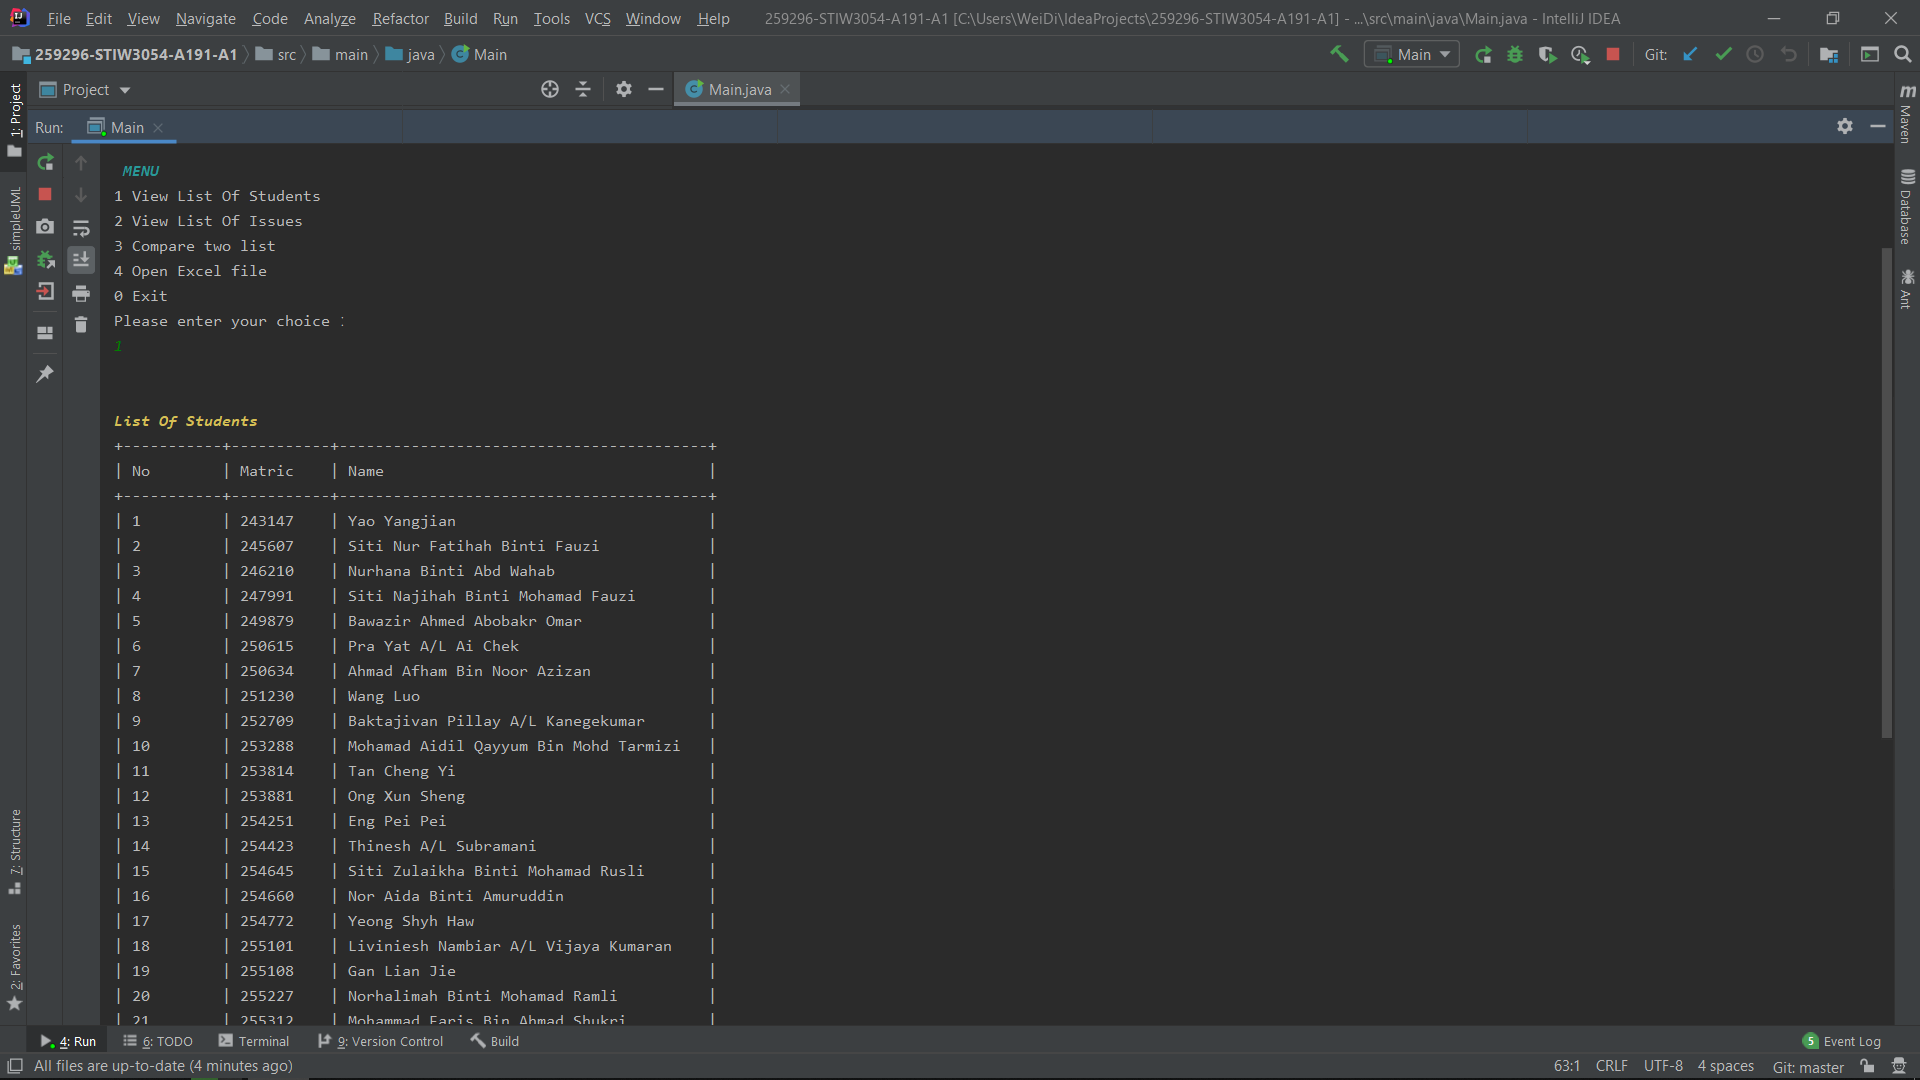 File Edit View Navigate Code Analyze Refactor Build Run Tools VCS Window Help 259296-STIW3054-A191-A1 [C:\Users\WeiDi\IdeaProjects\259296-STIW3054-A191-A1] - ...\src\main\java\Main.java - IntelliJ IDEA
259296-STIW3054-A191-A1 src main java Main Main Git:
Project Main.java
Run: Main
1: Project
simpleUML
7: Structure
2: Favorites
Maven
Database
Ant
MENU
1 View List Of Students
2 View List Of Issues
3 Compare two list
4 Open Excel file
0 Exit
Please enter your choice :
1
List Of Students
+-----------+-----------+-----------------------------------------+
| No | Matric | Name |
+-----------+-----------+-----------------------------------------+
| 1 | 243147 | Yao Yangjian |
| 2 | 245607 | Siti Nur Fatihah Binti Fauzi |
| 3 | 246210 | Nurhana Binti Abd Wahab |
| 4 | 247991 | Siti Najihah Binti Mohamad Fauzi |
| 5 | 249879 | Bawazir Ahmed Abobakr Omar |
| 6 | 250615 | Pra Yat A/L Ai Chek |
| 7 | 250634 | Ahmad Afham Bin Noor Azizan |
| 8 | 251230 | Wang Luo |
| 9 | 252709 | Baktajivan Pillay A/L Kanegekumar |
| 10 | 253288 | Mohamad Aidil Qayyum Bin Mohd Tarmizi |
| 11 | 253814 | Tan Cheng Yi |
| 12 | 253881 | Ong Xun Sheng |
| 13 | 254251 | Eng Pei Pei |
| 14 | 254423 | Thinesh A/L Subramani |
| 15 | 254645 | Siti Zulaikha Binti Mohamad Rusli |
| 16 | 254660 | Nor Aida Binti Amuruddin |
| 17 | 254772 | Yeong Shyh Haw |
| 18 | 255101 | Liviniesh Nambiar A/L Vijaya Kumaran |
| 19 | 255108 | Gan Lian Jie |
| 20 | 255227 | Norhalimah Binti Mohamad Ramli |
| 21 | 255312 | Mohammad Faris Bin Ahmad Shukri |
4: Run 6: TODO Terminal 9: Version Control Build 5 Event Log
All files are up-to-date (4 minutes ago) 63:1 CRLF UTF-8 4 spaces Git: master